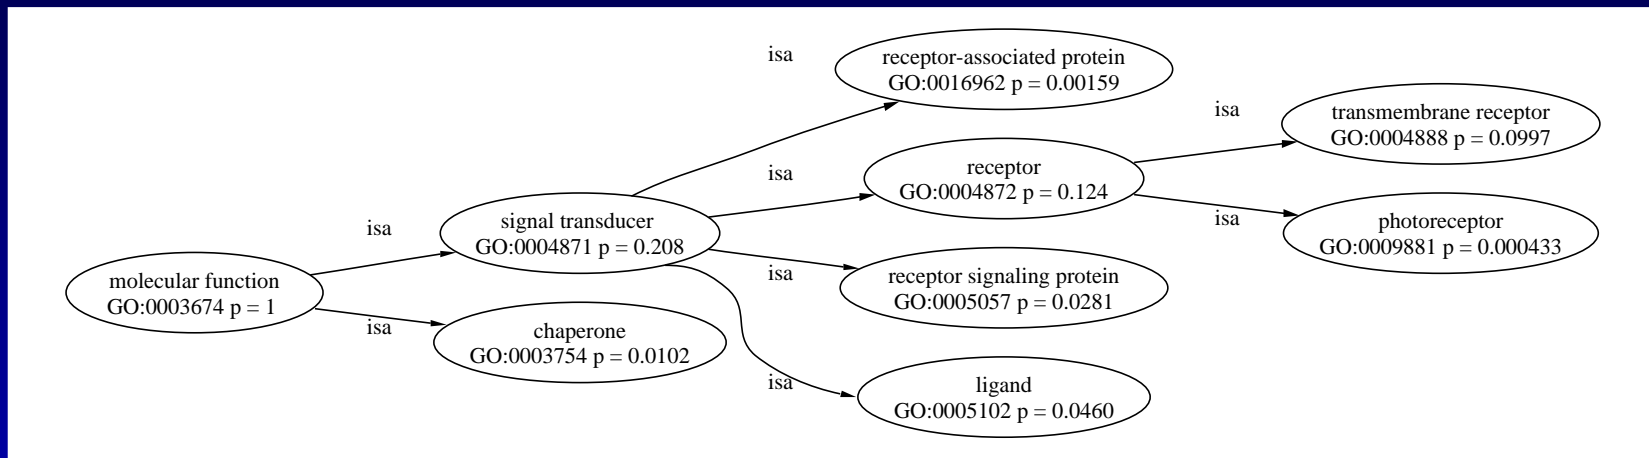 isa
receptor-associated protein
GO:0016962 p = 0.00159
isa
transmembrane receptor
GO:0004888 p = 0.0997
isa
receptor
GO:0004872 p = 0.124
isa
signal transducer
GO:0004871 p = 0.208
isa
photoreceptor
GO:0009881 p = 0.000433
molecular function
GO:0003674 p = 1
isa
receptor signaling protein
GO:0005057 p = 0.0281
isa
chaperone
GO:0003754 p = 0.0102
isa
ligand
GO:0005102 p = 0.0460